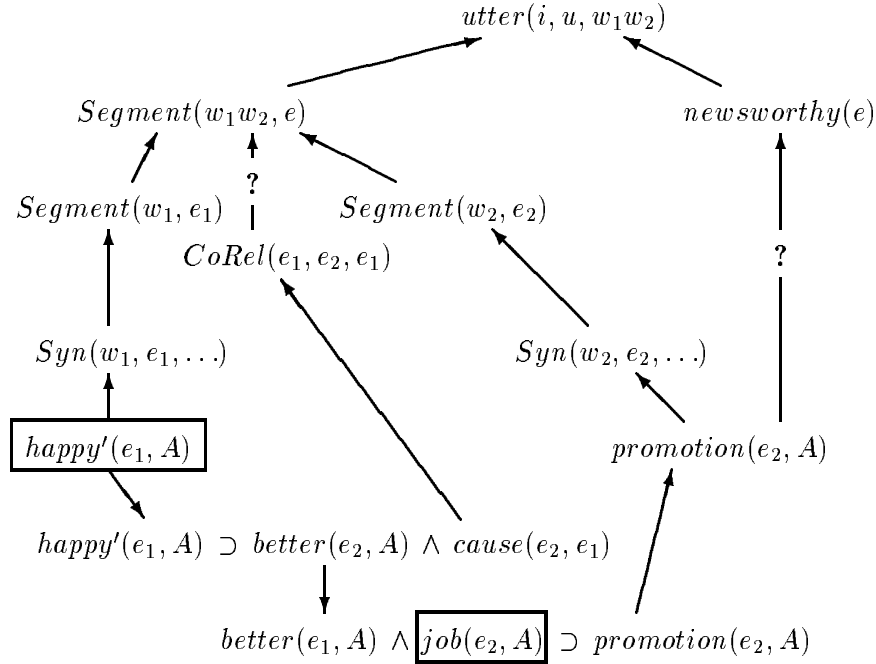 utter(i, u, w₁w₂)
Segment(w₁w₂, e) newsworthy(e)
?
Segment(w₁, e₁) Segment(w₂, e₂)
CoRel(e₁, e₂, e₁) ?
Syn(w₁, e₁, ...) Syn(w₂, e₂, ...)
happy′(e₁, A) promotion(e₂, A)
happy′(e₁, A) ⊃ better(e₂, A) ∧ cause(e₂, e₁)
better(e₁, A) ∧ job(e₂, A) ⊃ promotion(e₂, A)